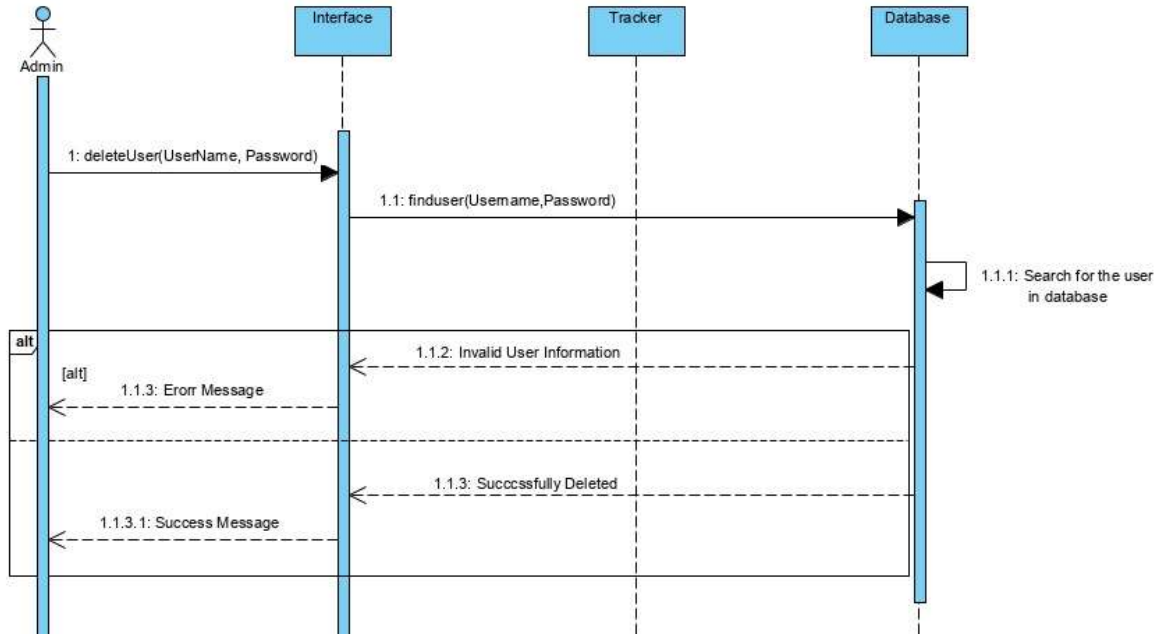 Interface
Tracker
Database
Admin
1: deleteUser(UserName, Password)
1.1: finduser(Username,Password)
1.1.1: Search for the user
in database
alt
1.1.2: Invalid User Information
[alt]
1.1.3: Erorr Message
1.1.3: Succcssfully Deleted
1.1.3.1: Success Message